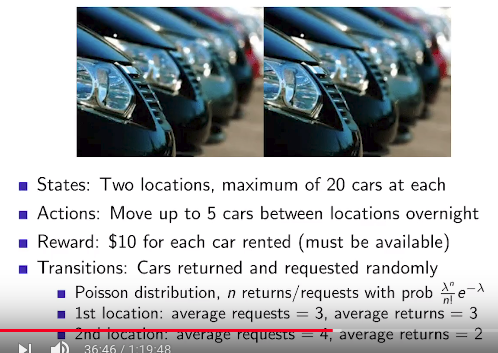 States: Two locations, maximum of 20 cars at each
Actions: Move up to 5 cars between locations overnight
Reward: $10 for each car rented (must be available)
Transitions: Cars returned and requested randomly
Poisson distribution, n returns/requests with prob λⁿ/n! e^−λ
1st location: average requests = 3, average returns = 3
2nd location: average requests = 4, average returns = 2
36:46 / 1:19:48